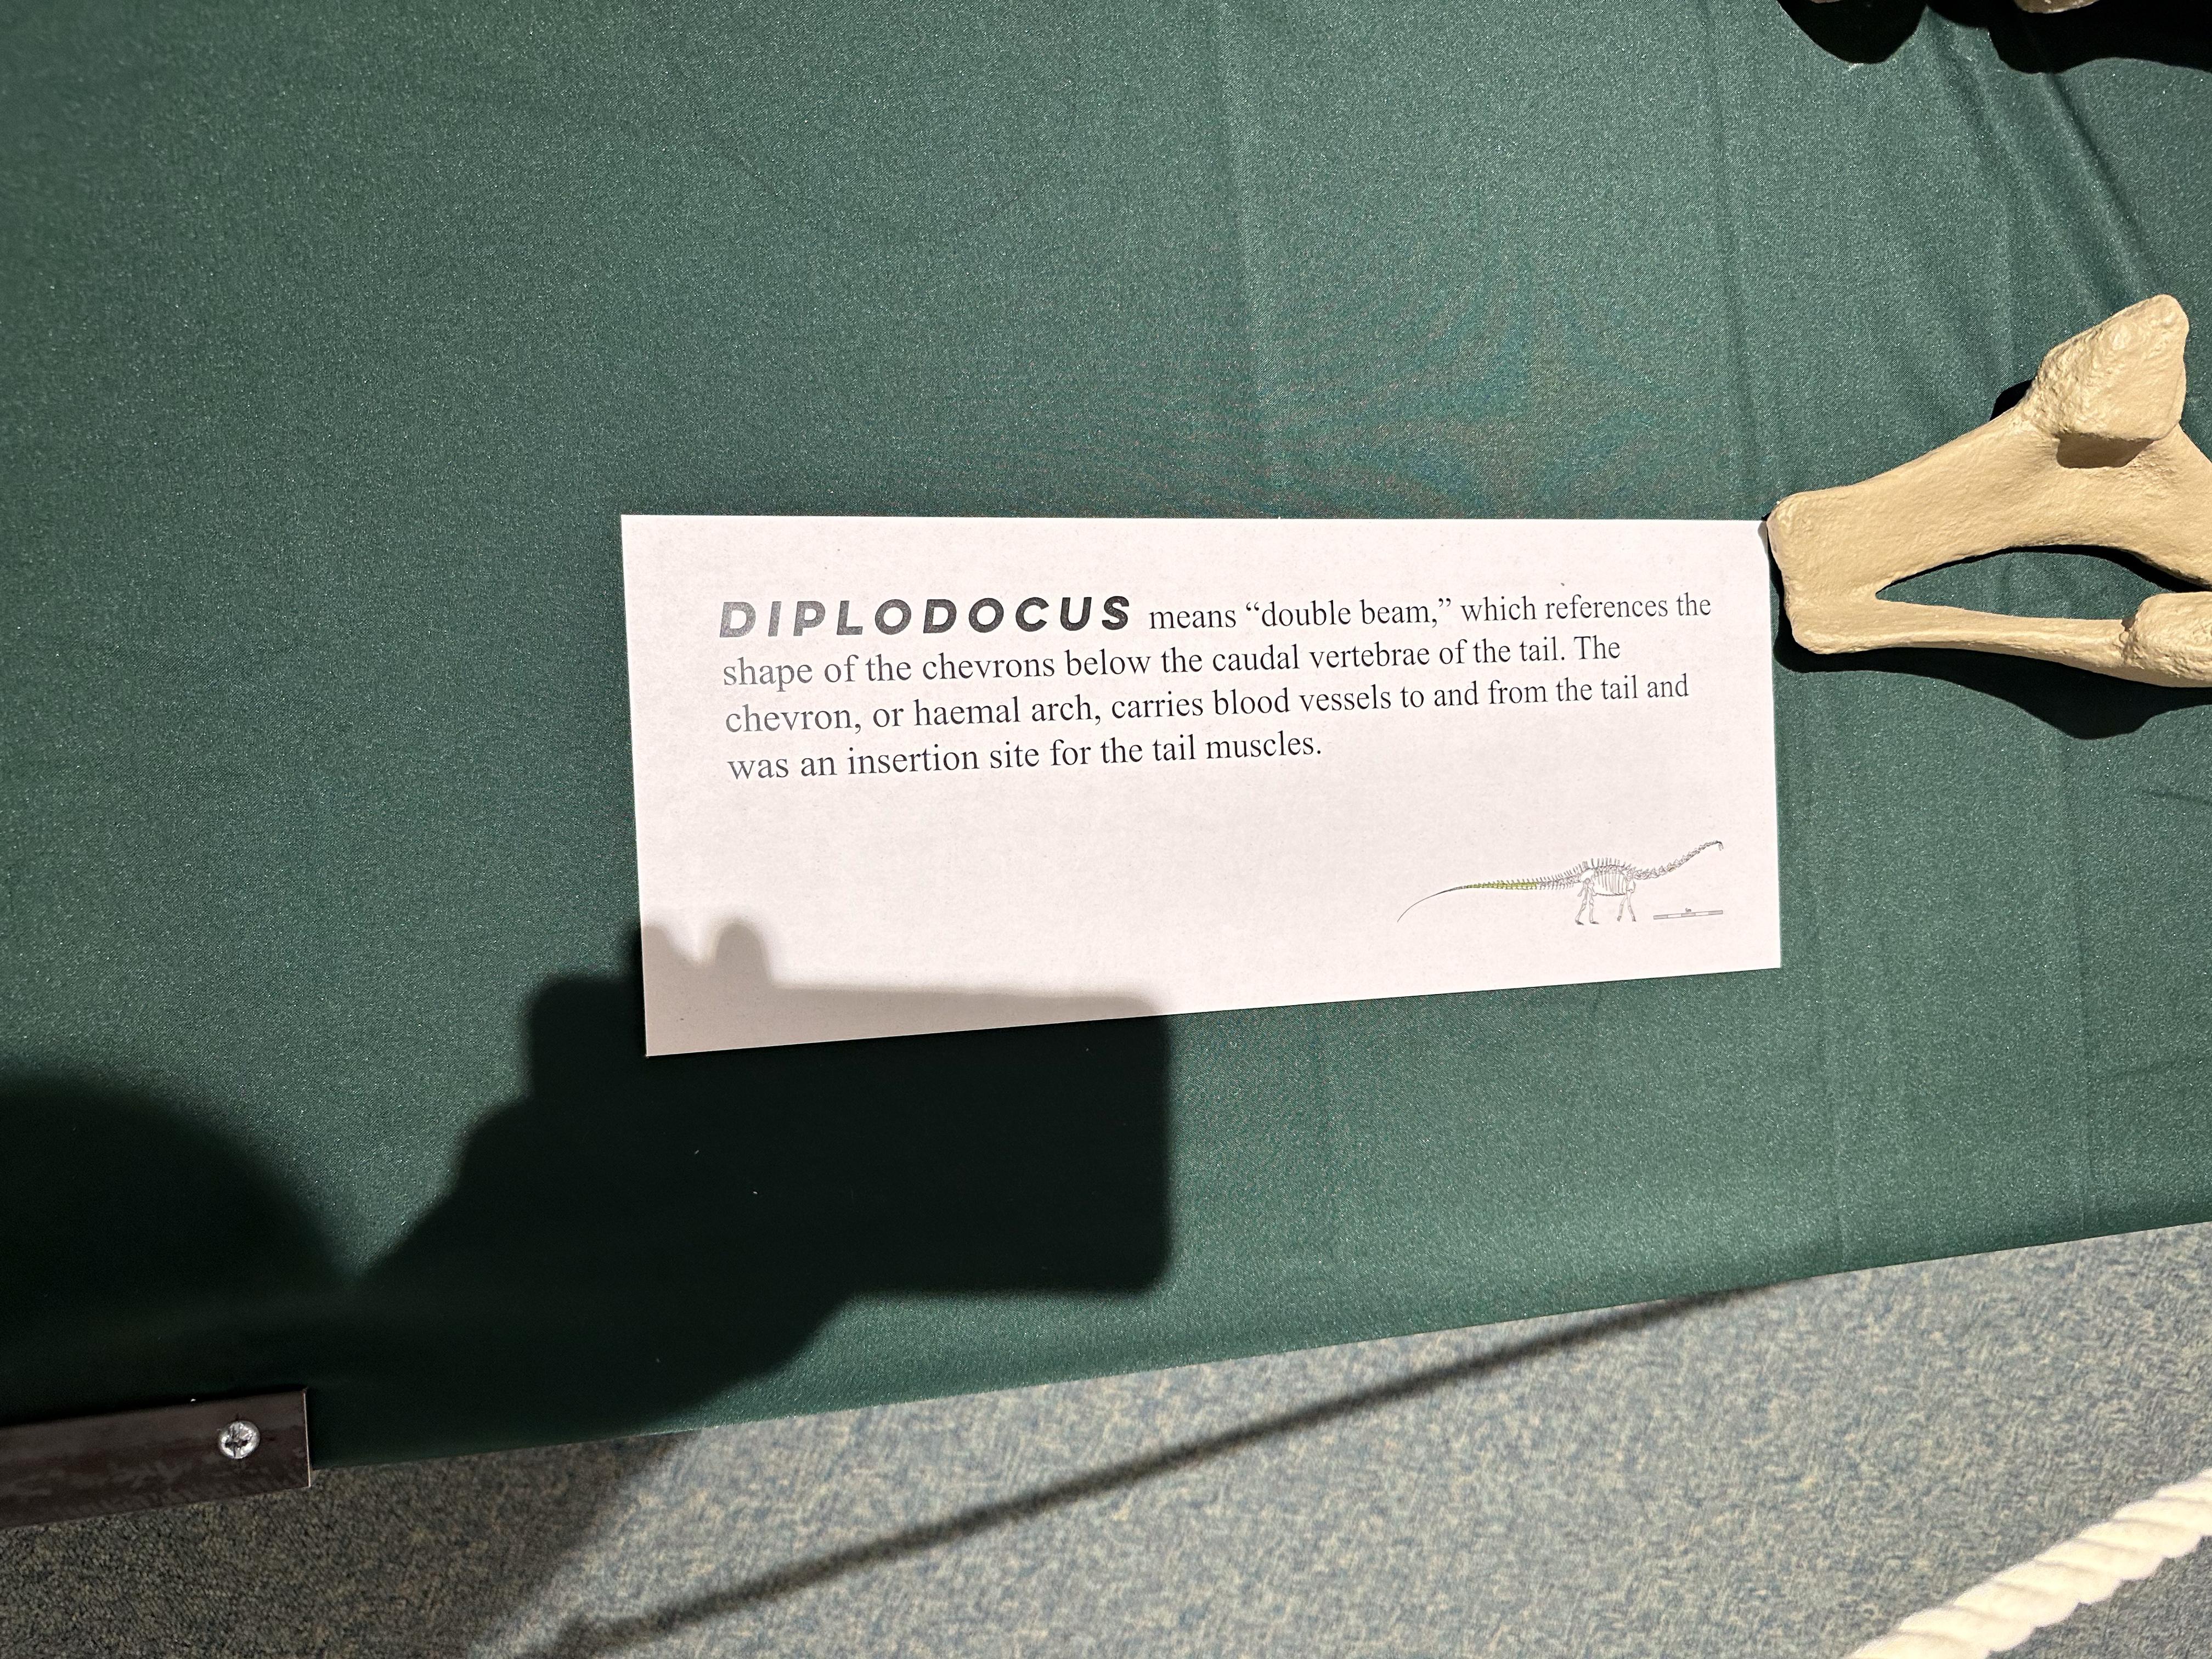 DIPLODOCUS means “double beam,” which references the
shape of the chevrons below the caudal vertebrae of the tail. The
chevron, or haemal arch, carries blood vessels to and from the tail and
was an insertion site for the tail muscles.